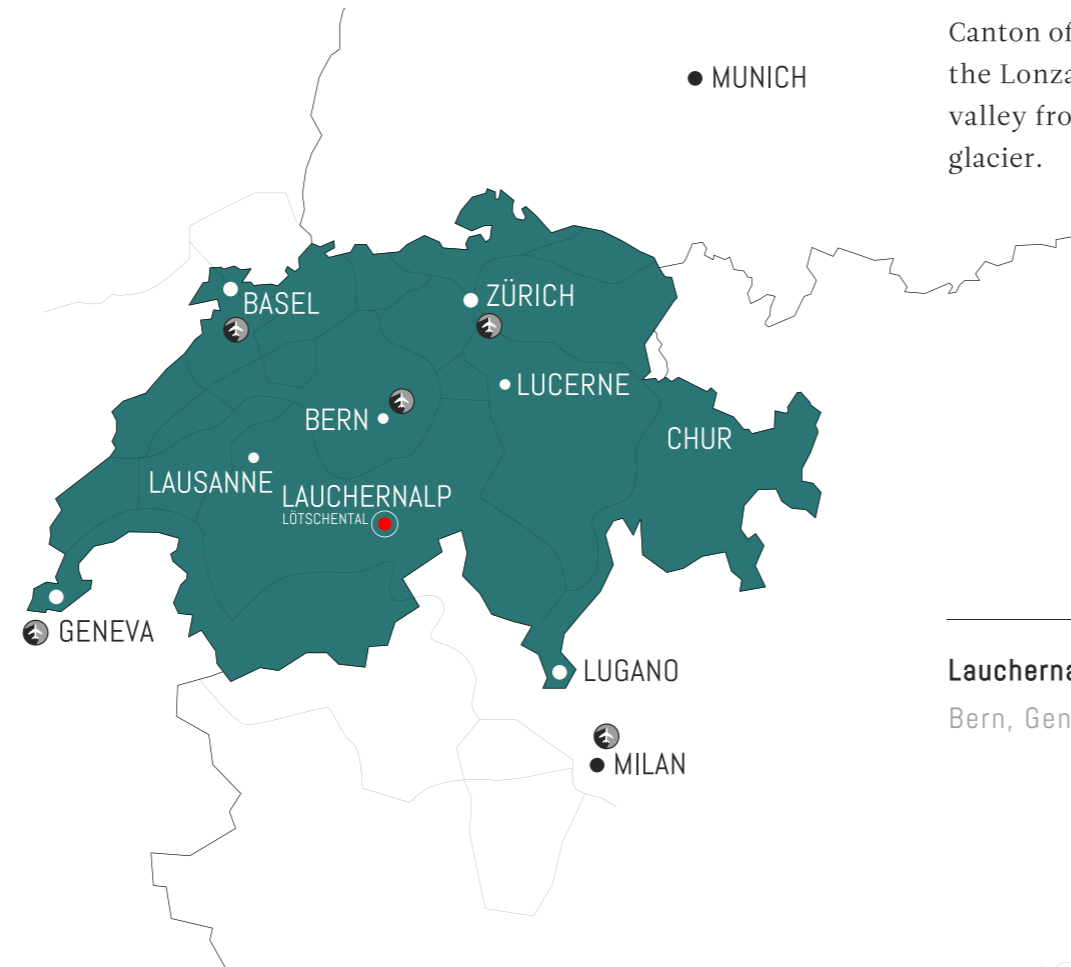 MUNICH
BASEL
ZÜRICH
LUCERNE
BERN
CHUR
LAUSANNE
LAUCHERNALP
LÖTSCHENTAL
GENEVA
LUGANO
MILAN
Canton of
the Lonza
valley fro
glacier.
Laucherna
Bern, Gen